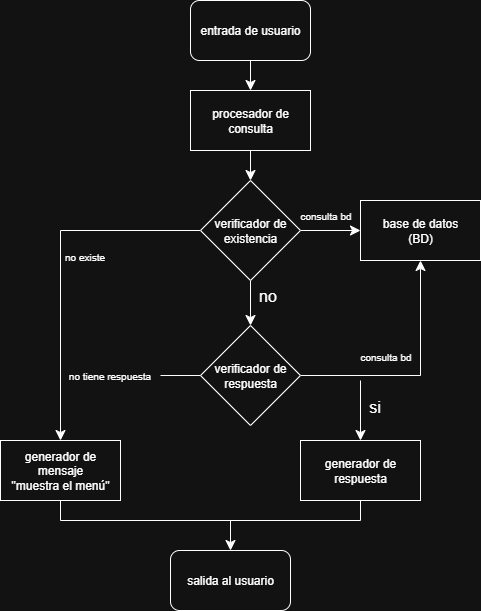 entrada de usuario
procesador de
consulta
verificador de
existencia
consulta bd
base de datos
(BD)
no existe
no
verificador de
respuesta
consulta bd
no tiene respuesta
si
generador de
mensaje
"muestra el menú"
generador de
respuesta
salida al usuario